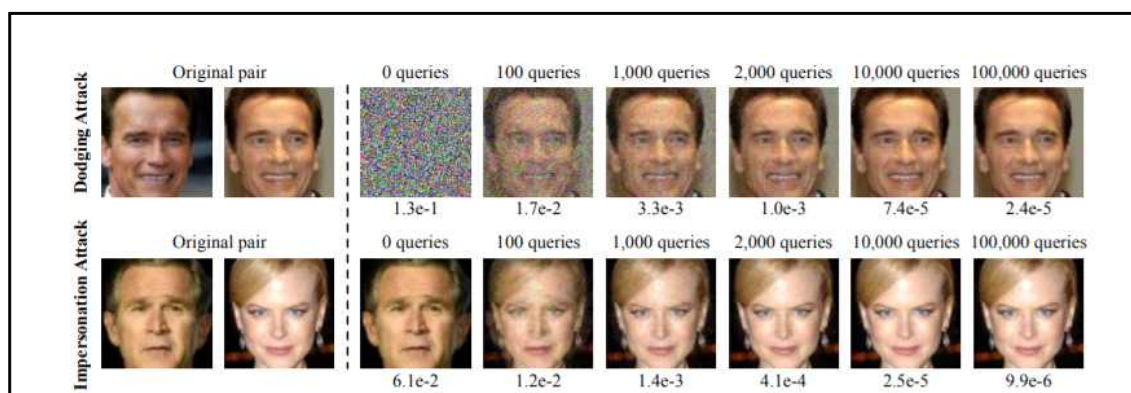 Dodging Attack
Original pair 0 queries 100 queries 1,000 queries 2,000 queries 10,000 queries 100,000 queries
1.3e-1 1.7e-2 3.3e-3 1.0e-3 7.4e-5 2.4e-5
Impersonation Attack
Original pair 0 queries 100 queries 1,000 queries 2,000 queries 10,000 queries 100,000 queries
6.1e-2 1.2e-2 1.4e-3 4.1e-4 2.5e-5 9.9e-6